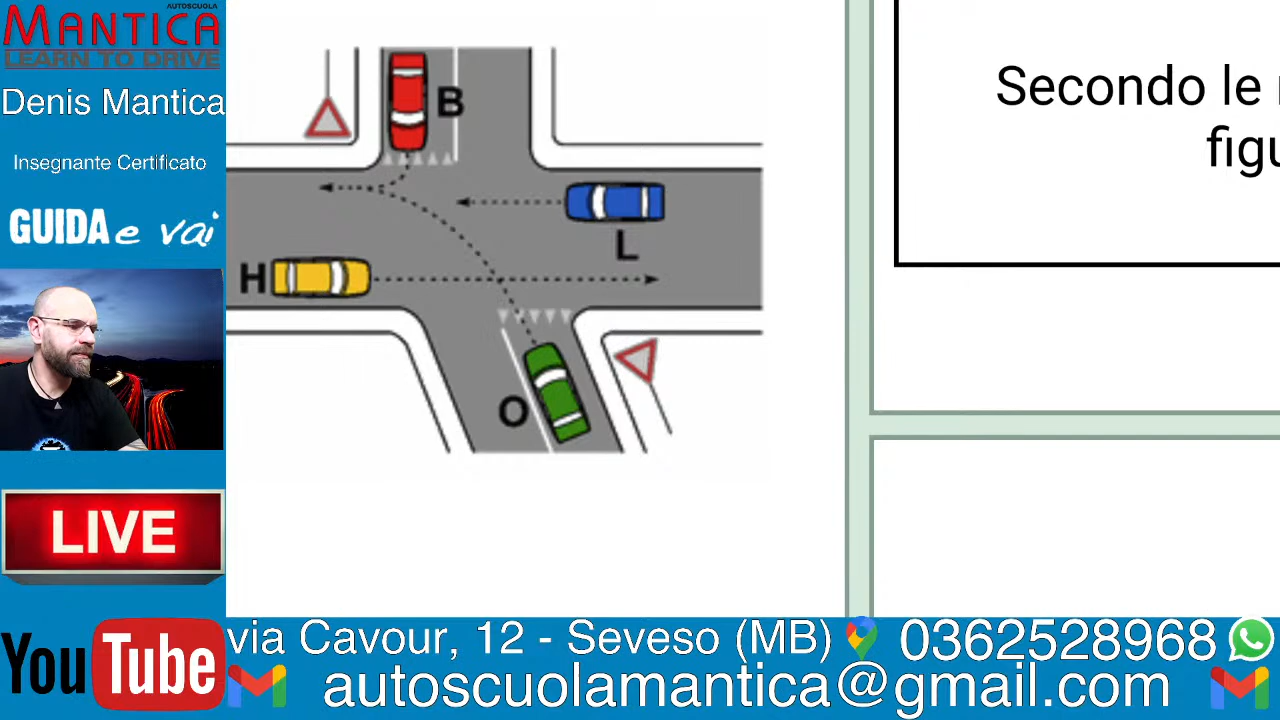 AUTOSCUOLA
MANTICA
LEARN TO DRIVE
Denis Mantica
Insegnante Certificato
GUIDA e vai
LIVE
YouTube
B
L
H
O
Secondo le
via Cavour, 12 - Seveso (MB)
0362528968
autoscuolamantica@gmail.com